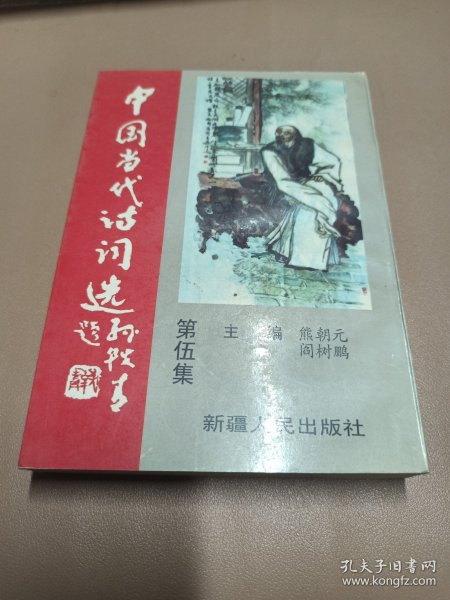 中国当代诗词选
孙轶青
题
第伍集
主编 熊朝元
阎树鹏
新疆人民出版社
孔夫子旧书网
www.kongfz.com